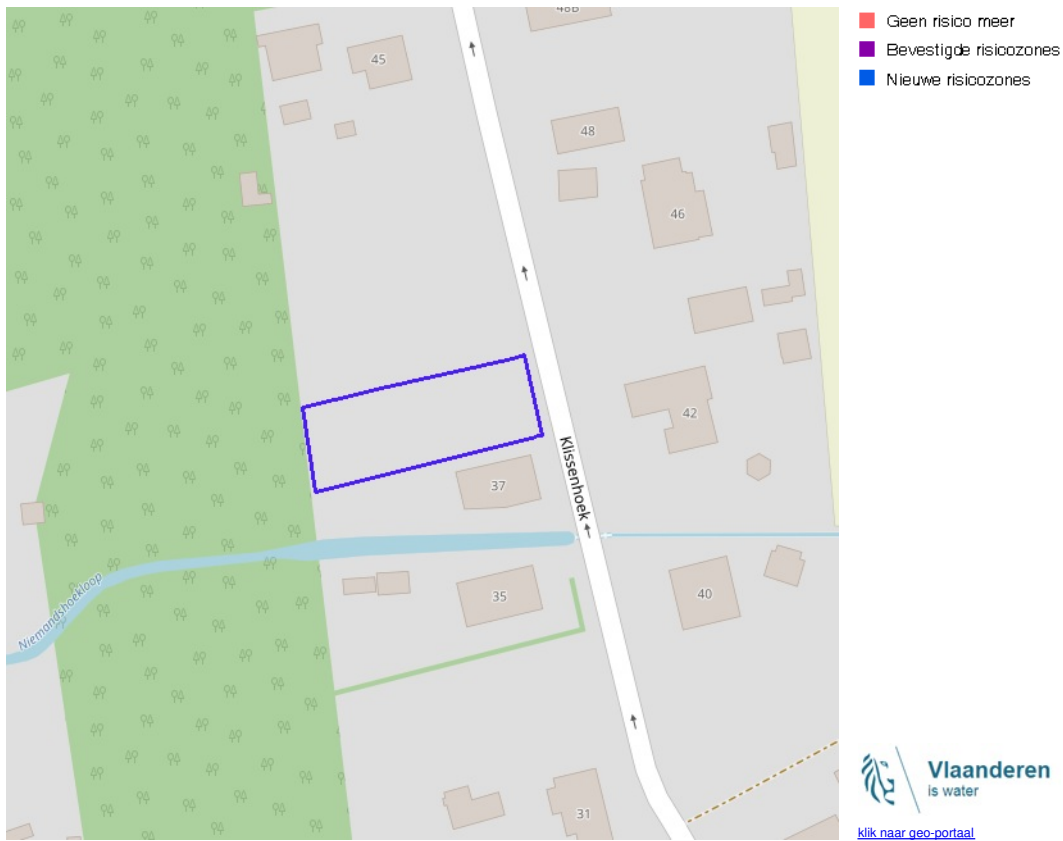 Geen risico meer
Bevestigde risicozones
Nieuwe risicozones
48B
45
48
46
42
Klissenhoek
37
35
40
Niemandshoekloop
31
Vlaanderen
is water
klik naar geo-portaal